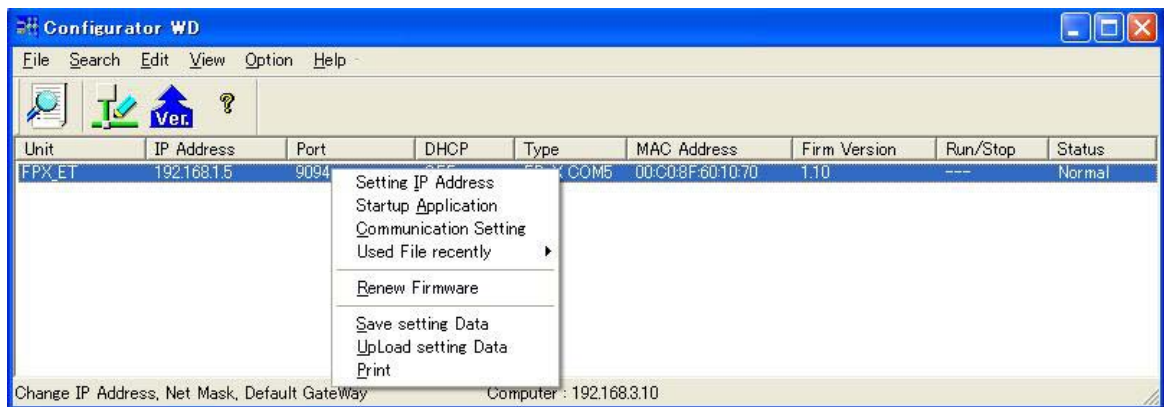 Configurator WD
File Search Edit View Option Help
Ver. ?
Unit IP Address Port DHCP Type MAC Address Firm Version Run/Stop Status
FPX_ET 192.168.1.5 9094 COM5 00:C0:8F:60:10:70 1.10 --- Normal
Setting IP Address
Startup Application
Communication Setting
Used File recently
Renew Firmware
Save setting Data
UpLoad setting Data
Print
Change IP Address, Net Mask, Default GateWay Computer : 192.168.3.10